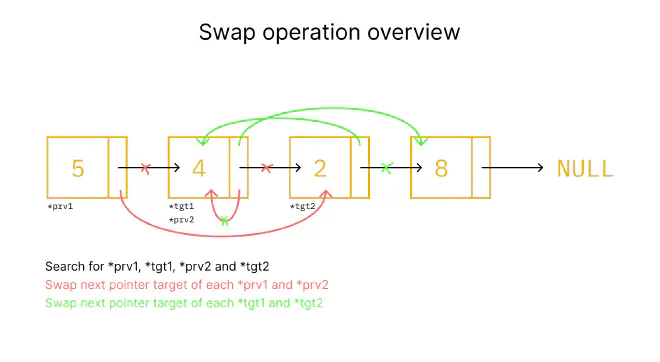 Swap operation overview
5 4 2 8 NULL
*prv1 *tgt1 *tgt2
*prv2
Search for *prv1, *tgt1, *prv2 and *tgt2
Swap next pointer target of each *prv1 and *prv2
Swap next pointer target of each *tgt1 and *tgt2